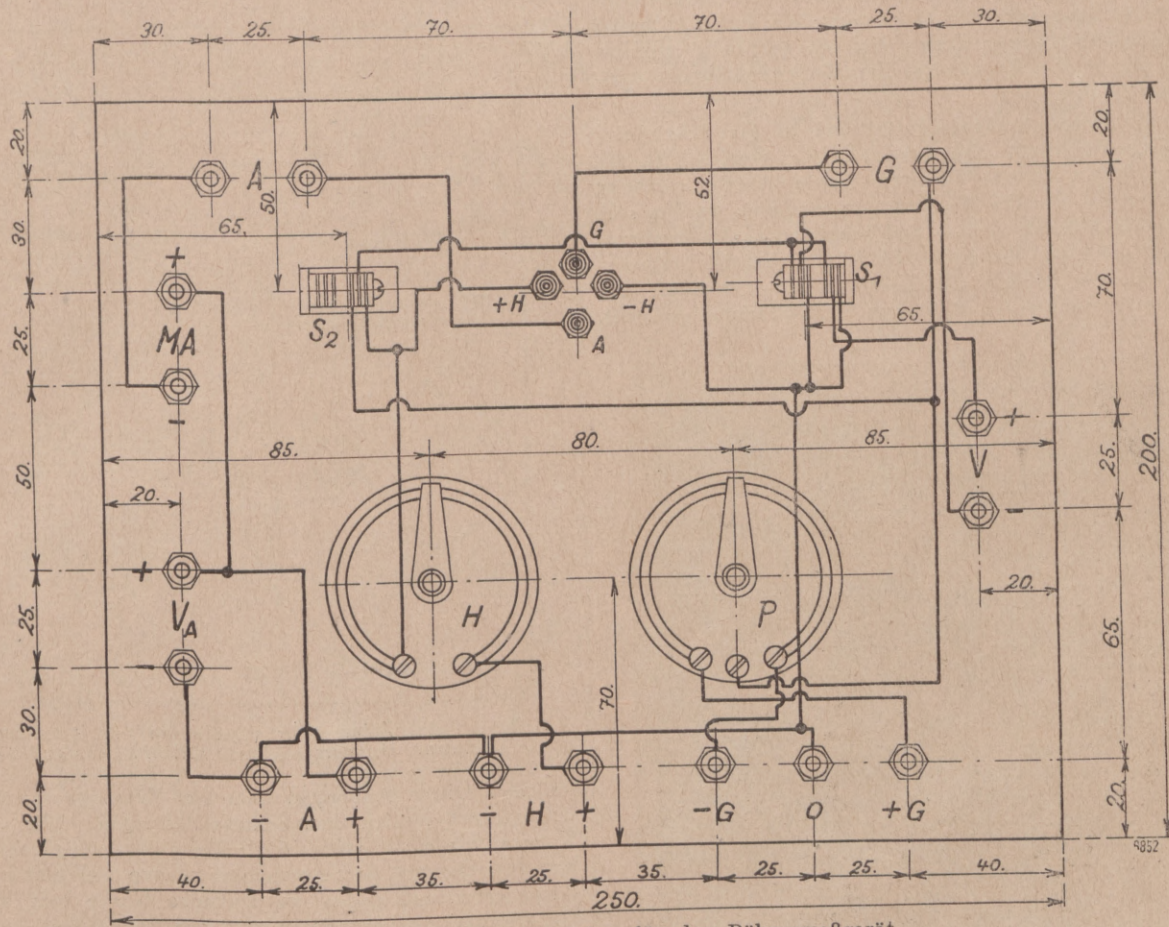 30. 25. 70. 70. 25. 30.
20. 30. 25. 50. 25. 30. 20.
A
50.
65.
52.
G
20. 70. 25. 65. 20.
200.
+
MA
-
S2
+H
G
-H
A
S1
65.
+
V
-
85. 80. 85.
20.
+
VA
-
H
P
20.
70.
- A + - H + -G 0 +G
40. 25. 35. 25. 35. 25. 25. 40.
250.
4852